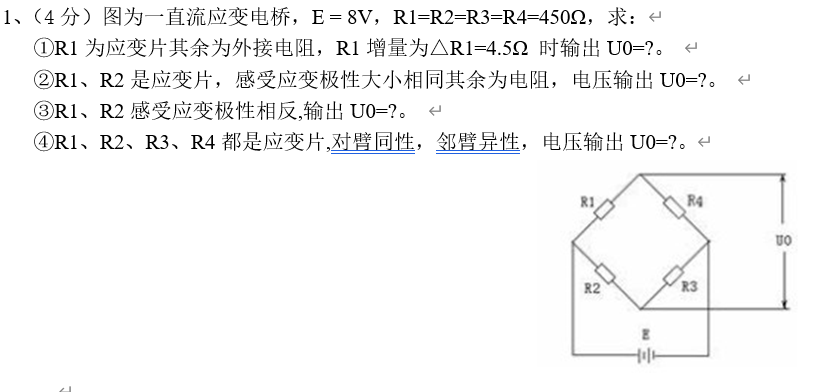 1、（4 分）图为一直流应变电桥，E = 8V，R1=R2=R3=R4=450Ω，求：
①R1 为应变片其余为外接电阻，R1 增量为△R1=4.5Ω 时输出 U0=?。
②R1、R2 是应变片，感受应变极性大小相同其余为电阻，电压输出 U0=?。
③R1、R2 感受应变极性相反,输出 U0=?。
④R1、R2、R3、R4 都是应变片,对臂同性，邻臂异性，电压输出 U0=?。
R1
R4
U0
R2
R3
E